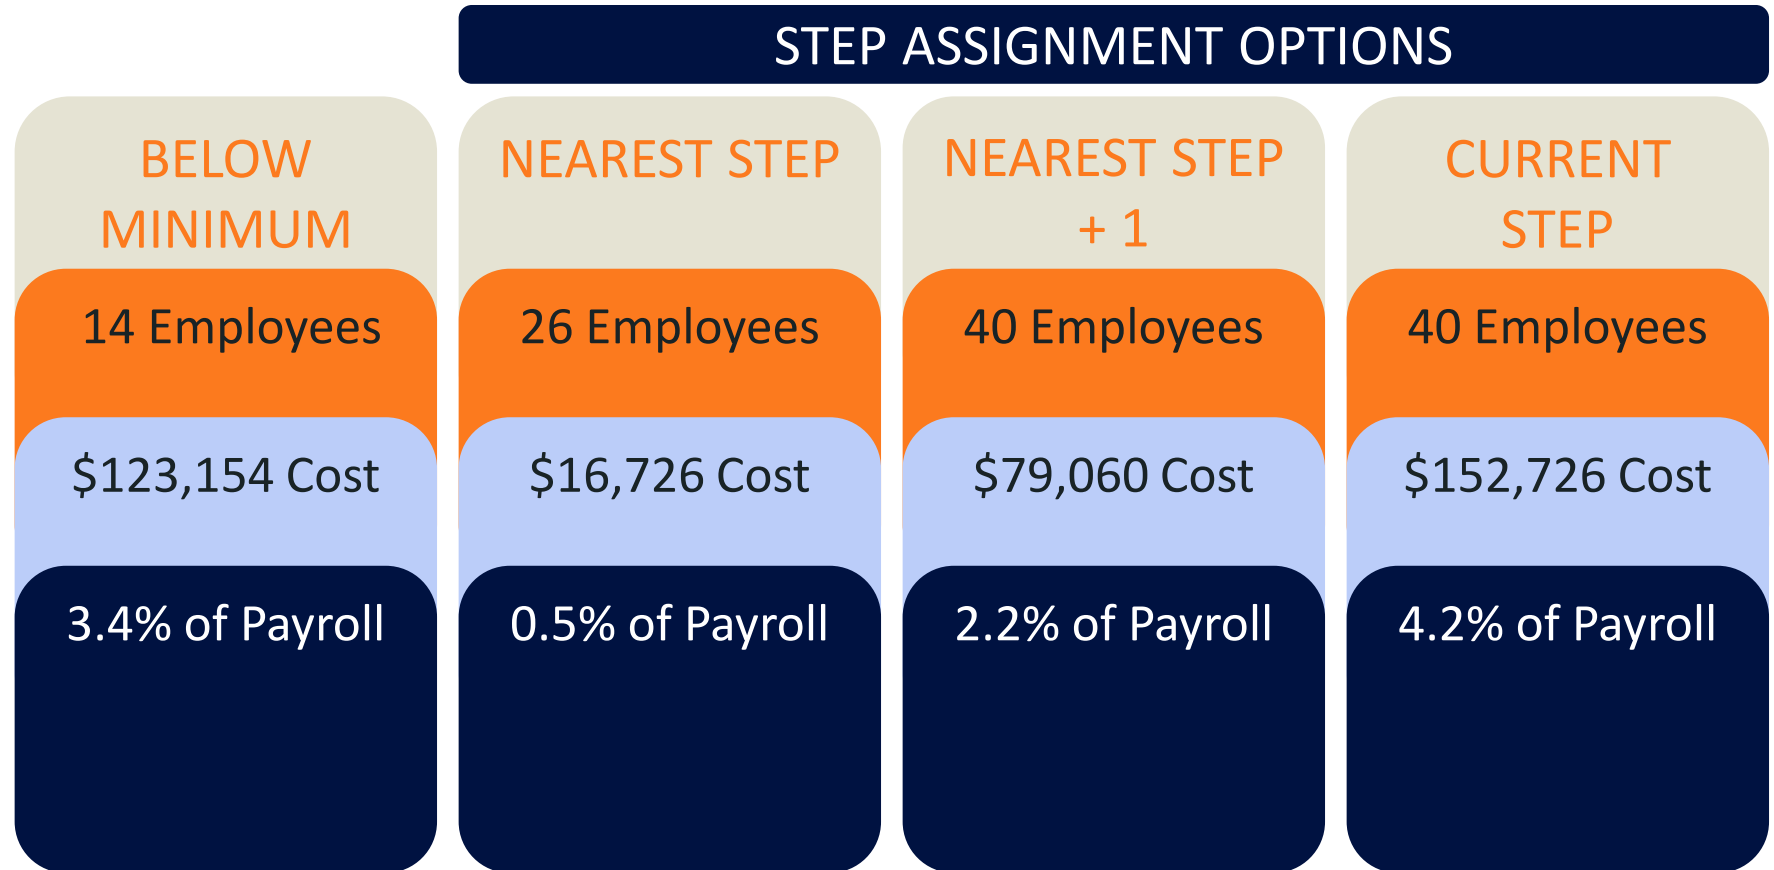 STEP ASSIGNMENT OPTIONS
BELOW
MINIMUM
14 Employees
$123,154 Cost
3.4% of Payroll
NEAREST STEP
26 Employees
$16,726 Cost
0.5% of Payroll
NEAREST STEP
+ 1
40 Employees
$79,060 Cost
2.2% of Payroll
CURRENT
STEP
40 Employees
$152,726 Cost
4.2% of Payroll